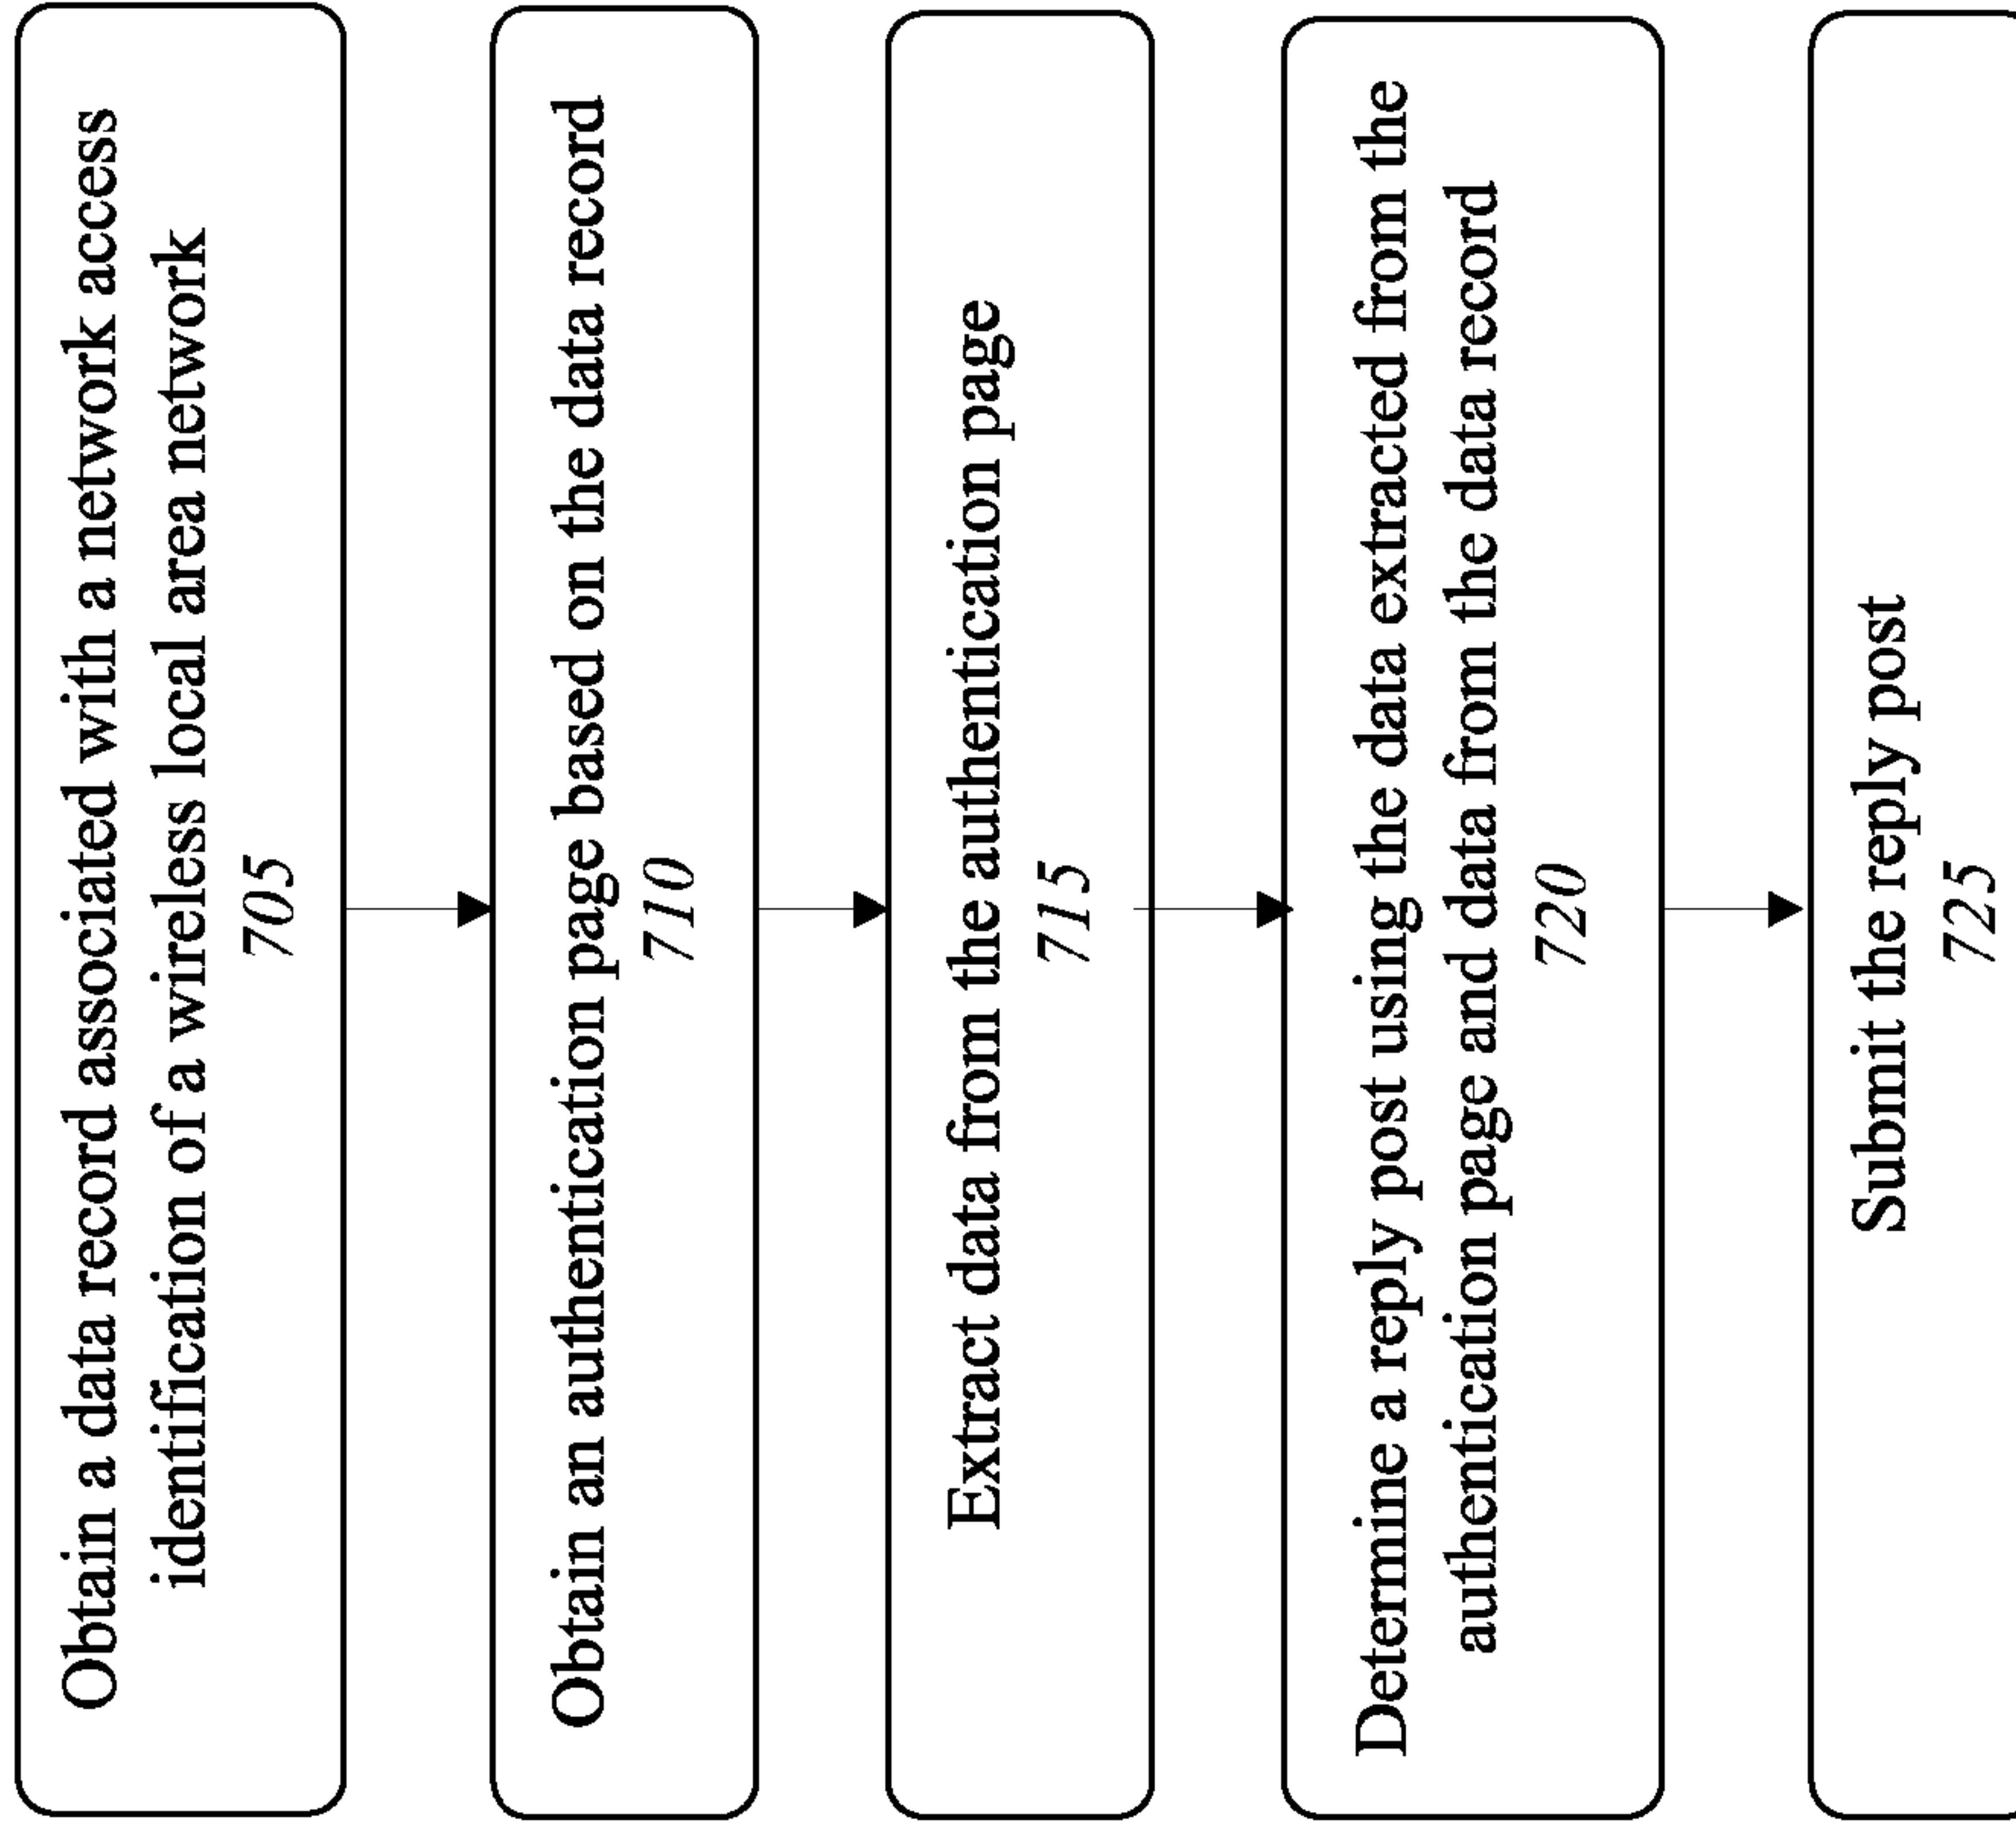 Obtain a data record associated with a network access
identification of a wireless local area network
705
Obtain an authentication page based on the data record
710
Extract data from the authentication page
715
Determine a reply post using the data extracted from the
authentication page and data from the data record
720
Submit the reply post
725